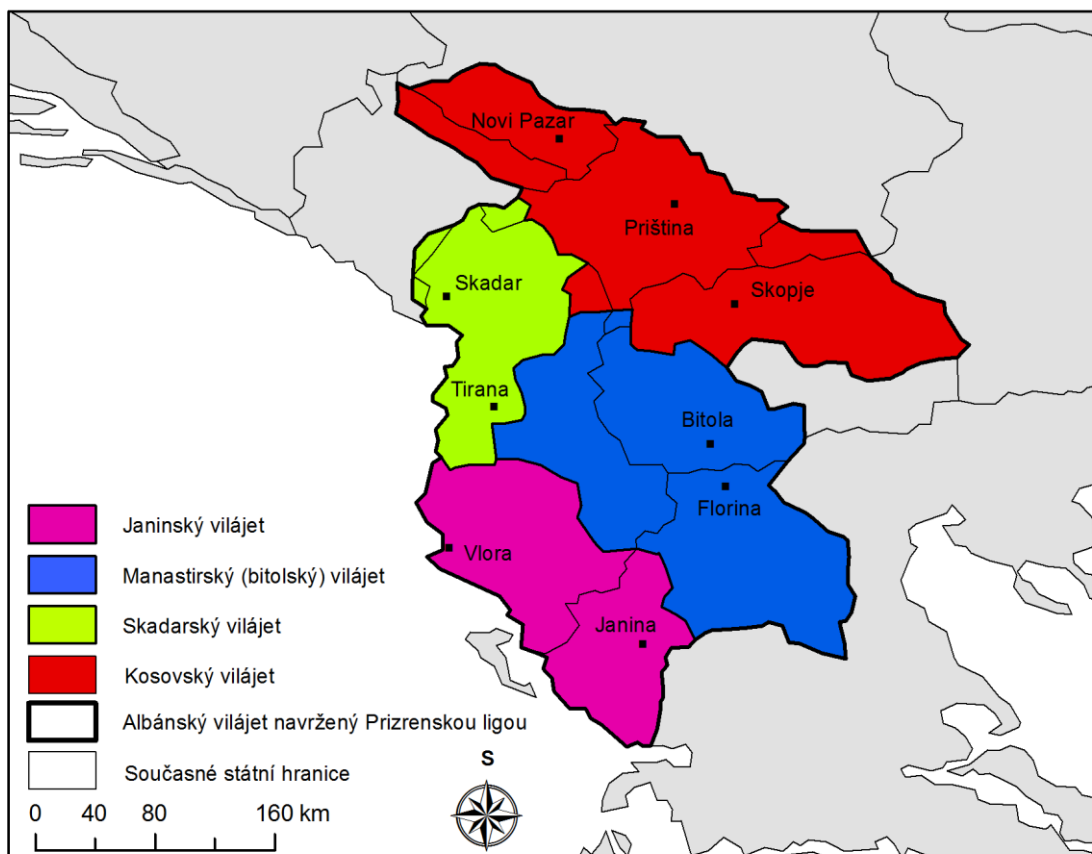 Novi Pazar
Priština
Skadar
Skopje
Tirana
Bitola
Florina
Vlora
Janina
Janinský vilájet
Manastirský (bitolský) vilájet
Skadarský vilájet
Kosovský vilájet
Albánský vilájet navržený Prizrenskou ligou
Současné státní hranice
S
0 40 80 160 km